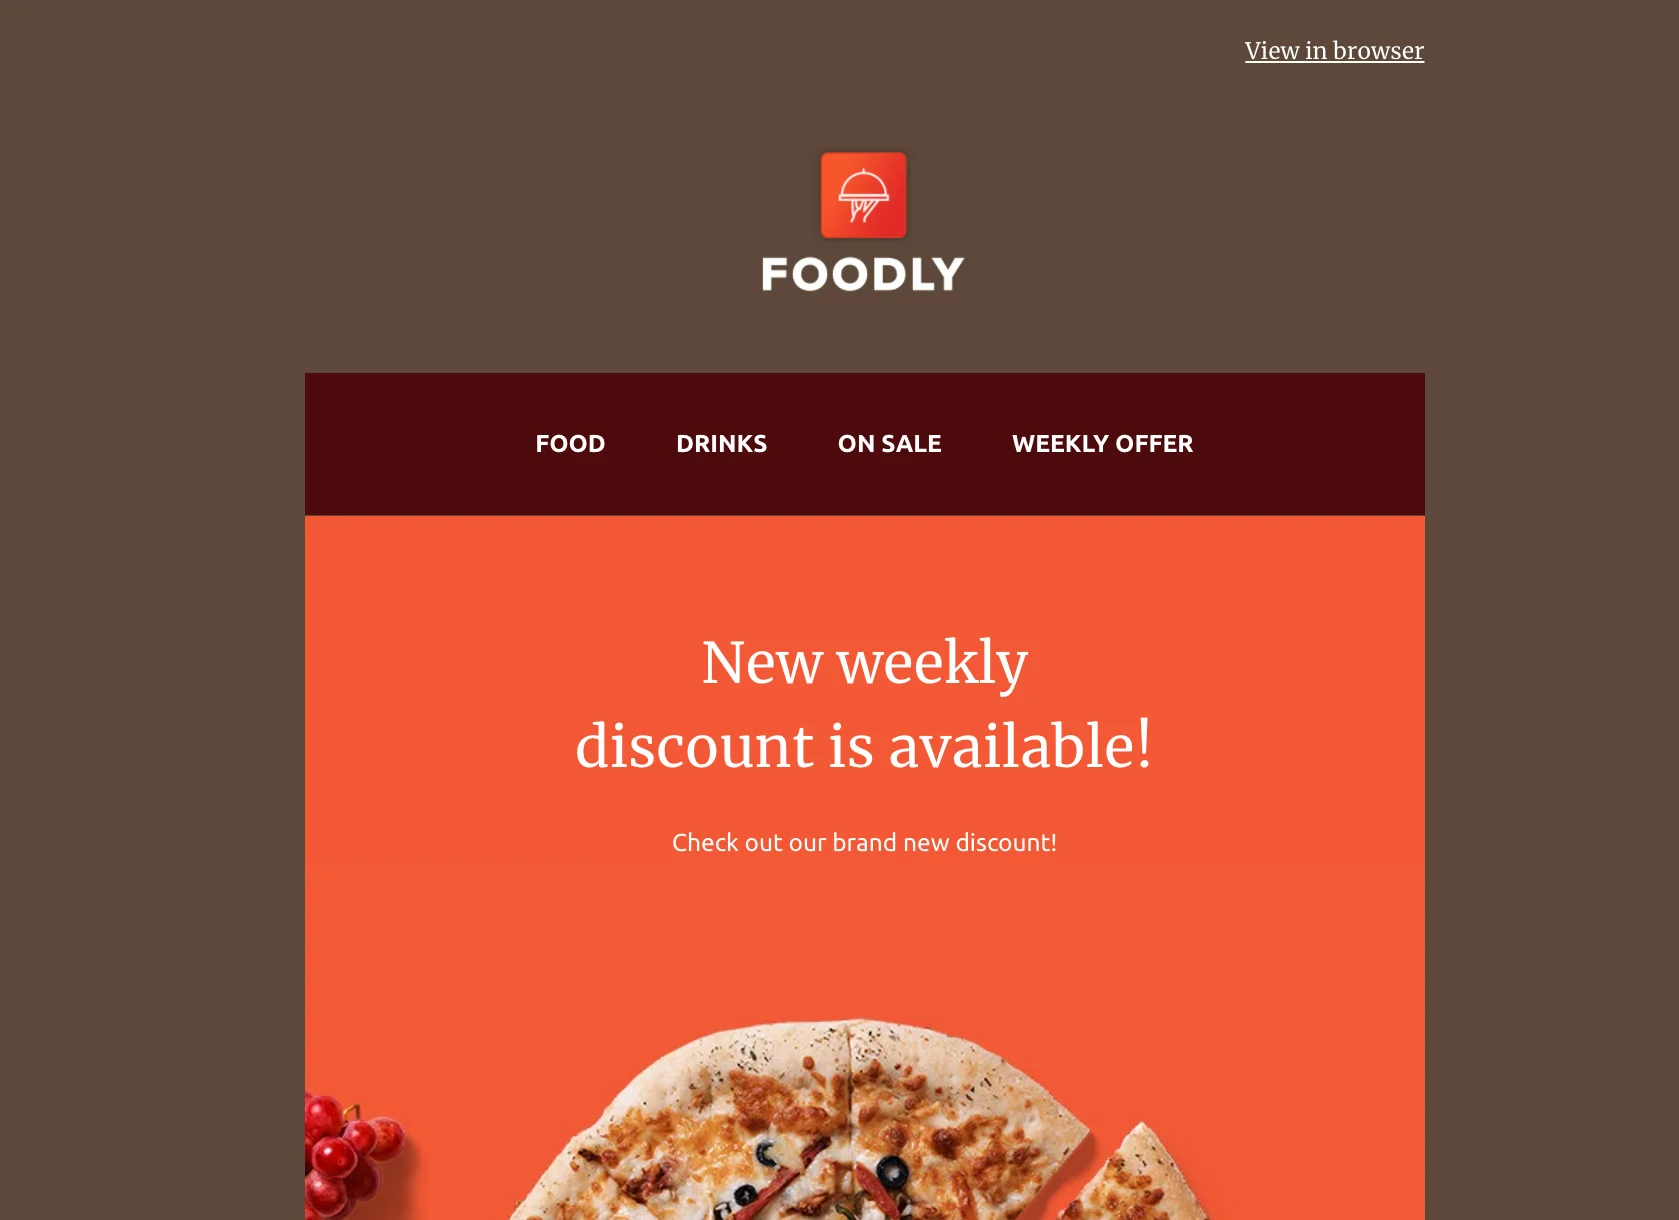 View in browser
FOODLY
FOOD DRINKS ON SALE WEEKLY OFFER
New weekly
discount is available!
Check out our brand new discount!